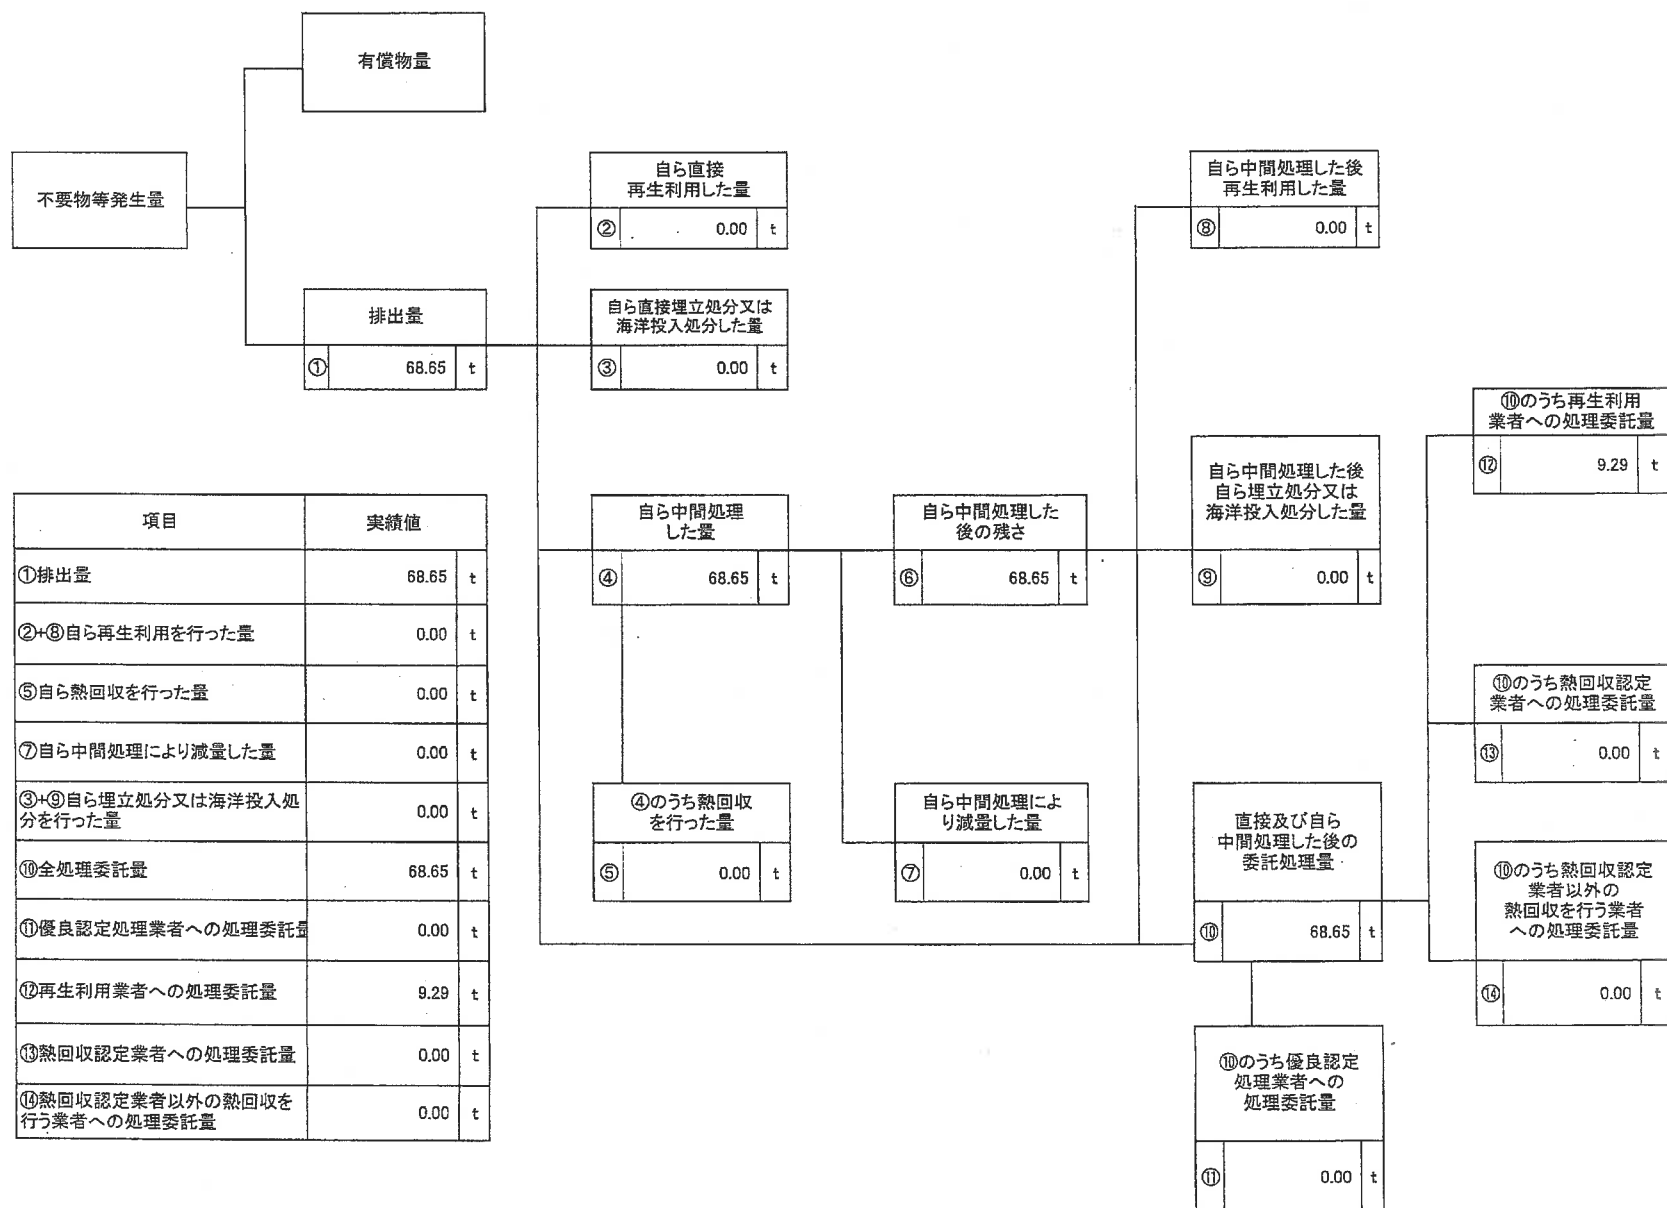 有償物量
不要物等発生量
自ら直接
再生利用した量
② 0.00 t
自ら中間処理した後
再生利用した量
⑧ 0.00 t
排出量
① 68.65 t
自ら直接埋立処分又は
海洋投入処分した量
③ 0.00 t
⑩のうち再生利用
業者への処理委託量
⑫ 9.29 t
自ら中間処理
した量
④ 68.65 t
自ら中間処理した
後の残さ
⑥ 68.65 t
自ら中間処理した後
自ら埋立処分又は
海洋投入処分した量
⑨ 0.00 t
⑩のうち熱回収認定
業者への処理委託量
⑬ 0.00 t
④のうち熱回収
を行った量
⑤ 0.00 t
自ら中間処理によ
り減量した量
⑦ 0.00 t
直接及び自ら
中間処理した後の
委託処理量
⑩ 68.65 t
⑩のうち熱回収認定
業者以外の
熱回収を行う業者
への処理委託量
⑭ 0.00 t
⑩のうち優良認定
処理業者への
処理委託量
⑪ 0.00 t
項目 実績値
①排出量 68.65 t
②+⑧自ら再生利用を行った量 0.00 t
⑤自ら熱回収を行った量 0.00 t
⑦自ら中間処理により減量した量 0.00 t
③+⑨自ら埋立処分又は海洋投入処
分を行った量 0.00 t
⑩全処理委託量 68.65 t
⑪優良認定処理業者への処理委託量 0.00 t
⑫再生利用業者への処理委託量 9.29 t
⑬熱回収認定業者への処理委託量 0.00 t
⑭熱回収認定業者以外の熱回収を
行う業者への処理委託量 0.00 t